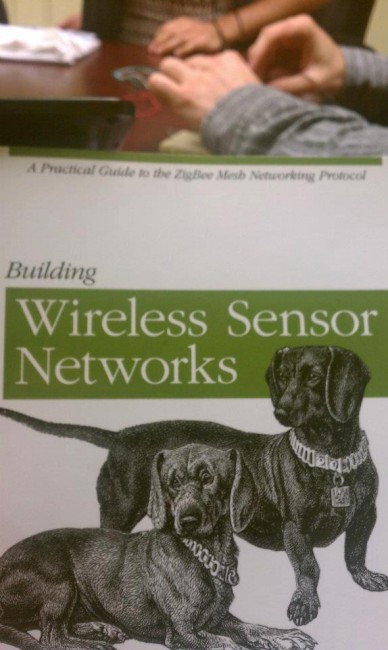 A Practical Guide to the ZigBee Mesh Networking Protocol
Building
Wireless Sensor
Networks